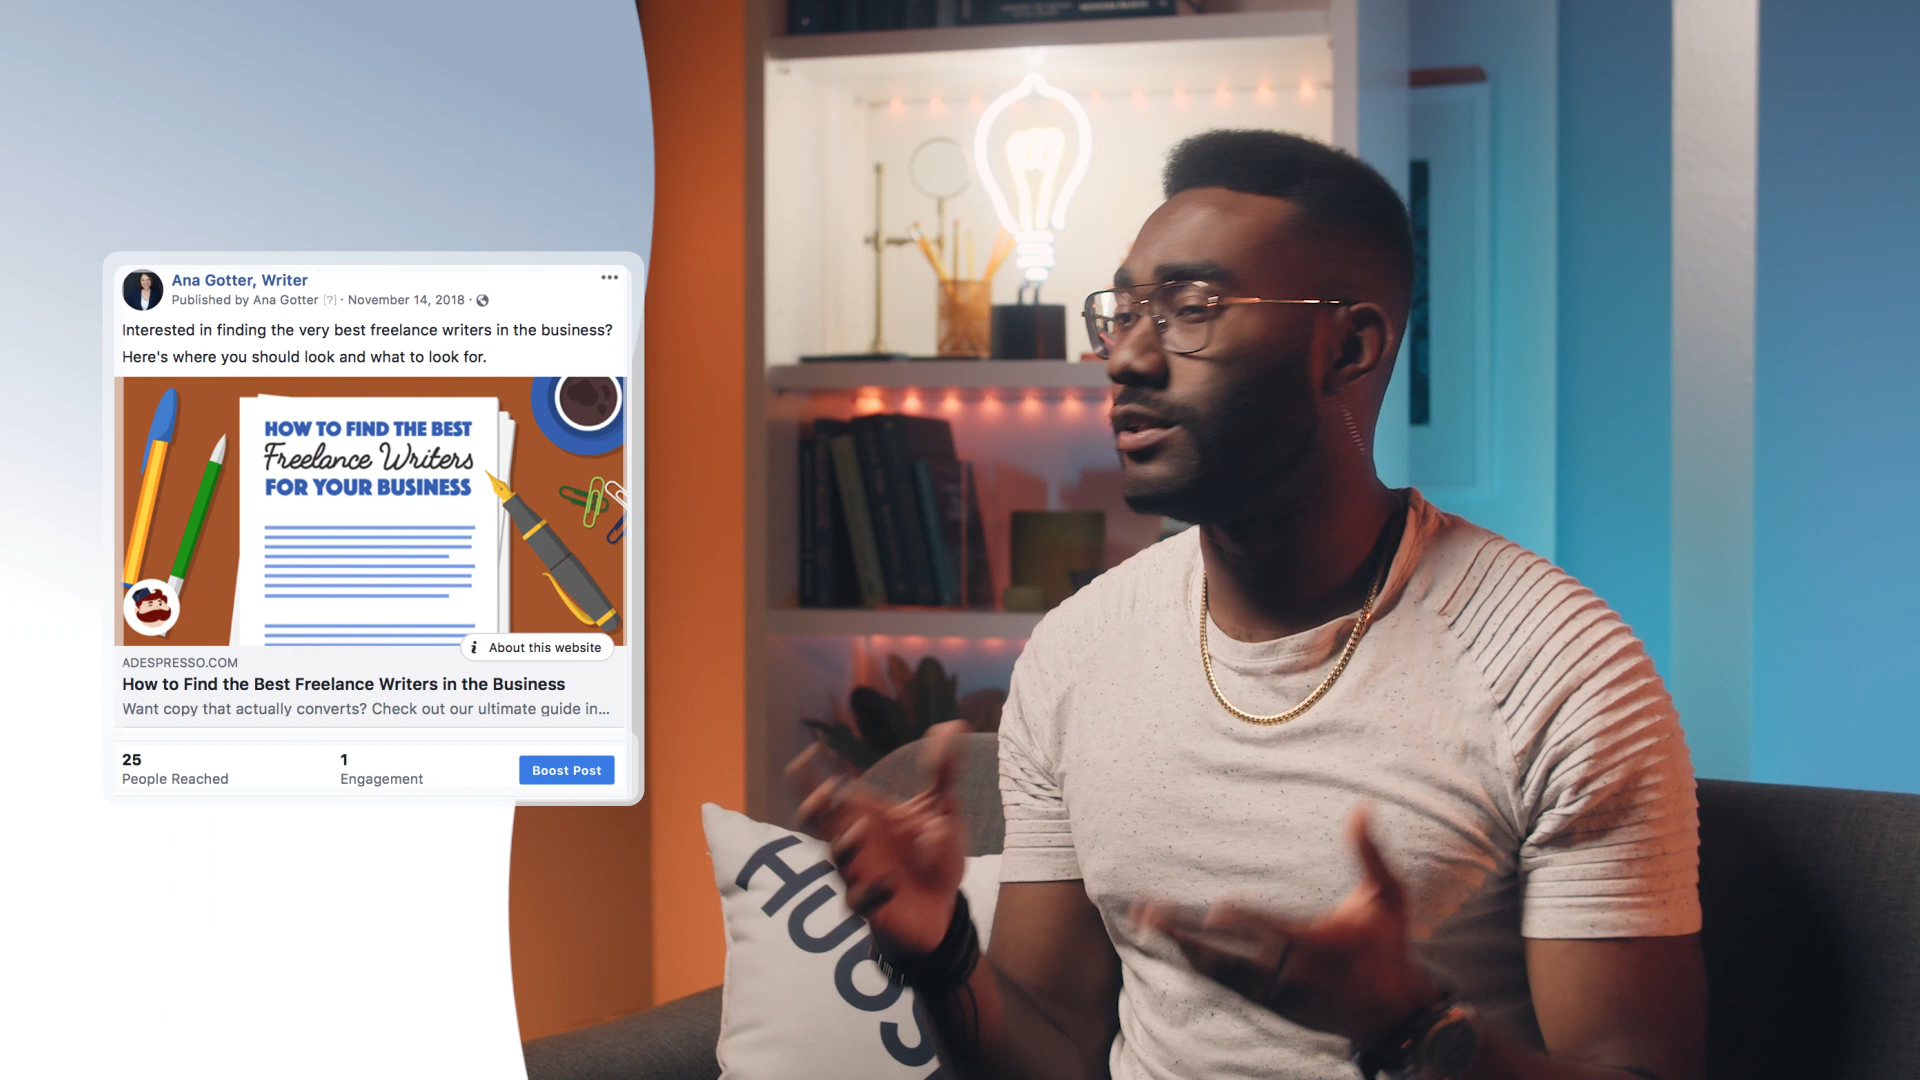 Ana Gotter, Writer
Published by Ana Gotter [?] · November 14, 2018 ·
Interested in finding the very best freelance writers in the business?
Here's where you should look and what to look for.
HOW TO FIND THE BEST
Freelance Writers
FOR YOUR BUSINESS
About this website
ADESPRESSO.COM
How to Find the Best Freelance Writers in the Business
Want copy that actually converts? Check out our ultimate guide in...
25
People Reached
1
Engagement
Boost Post